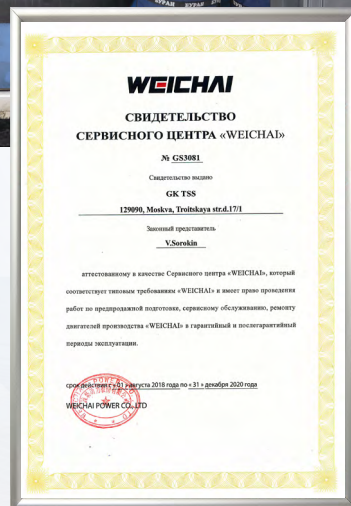 WEICHAI
СВИДЕТЕЛЬСТВО
СЕРВИСНОГО ЦЕНТРА «WEICHAI»
№ GS3081
Свидетельство выдано
GK TSS
129090, Moskva, Troitskaya str.d.17/1
Законный представитель
V.Sorokin
аттестованному в качестве Сервисного центра «WEICHAI», который
соответствует типовым требованиям «WEICHAI» и имеет право проведения
работ по предпродажной подготовке, сервисному обслуживанию, ремонту
двигателей производства «WEICHAI» в гарантийный и послегарантийный
периоды эксплуатации.
срок действия с « 01 » августа 2018 года по « 31 » декабря 2020 года
WEICHAI POWER CO., LTD